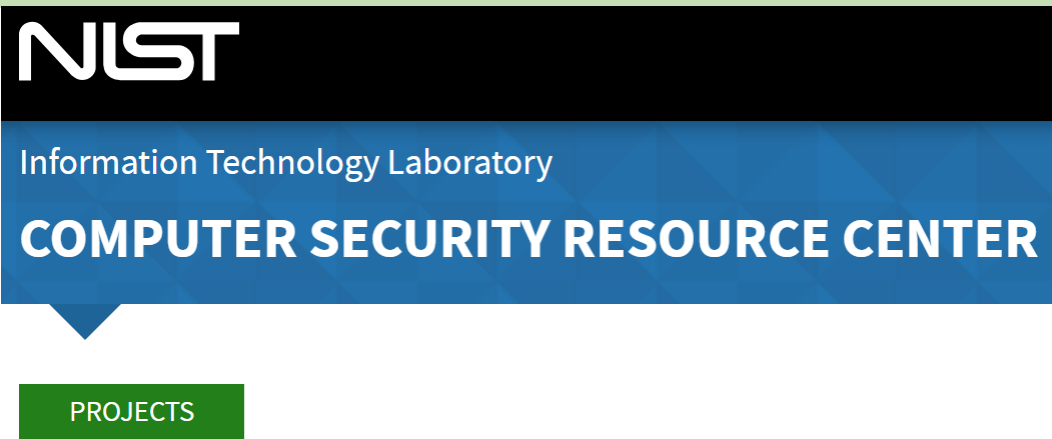 NIST
Information Technology Laboratory
COMPUTER SECURITY RESOURCE CENTER
PROJECTS